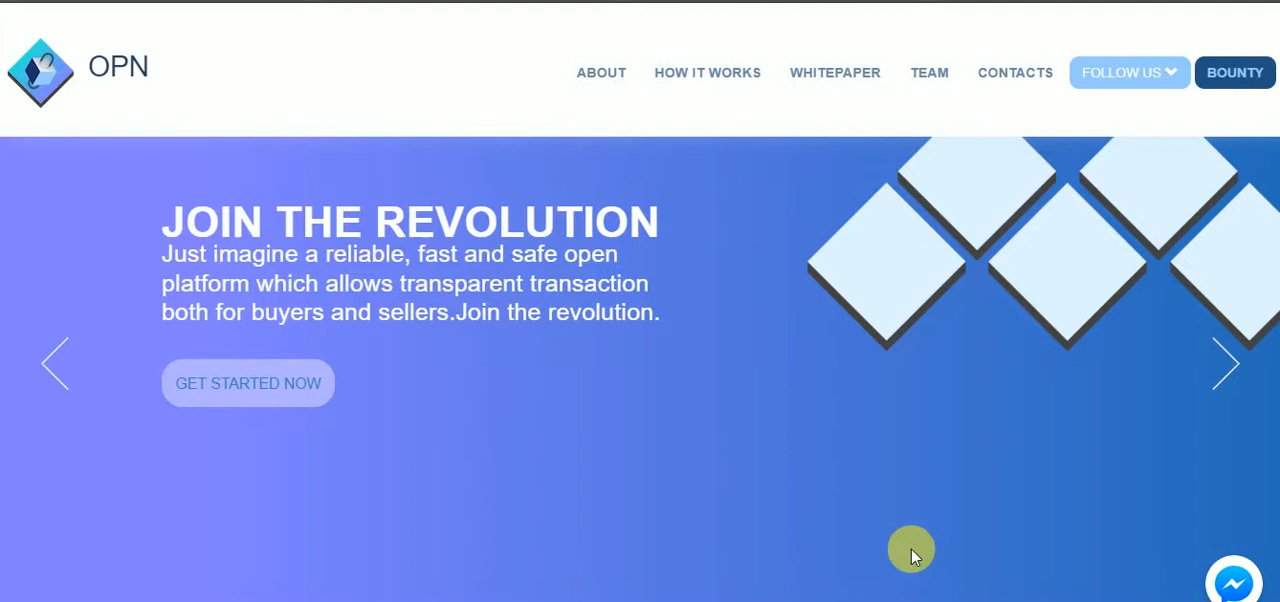 OPN
ABOUT
HOW IT WORKS
WHITEPAPER
TEAM
CONTACTS
FOLLOW US
BOUNTY
JOIN THE REVOLUTION
Just imagine a reliable, fast and safe open
platform which allows transparent transaction
both for buyers and sellers.Join the revolution.
GET STARTED NOW